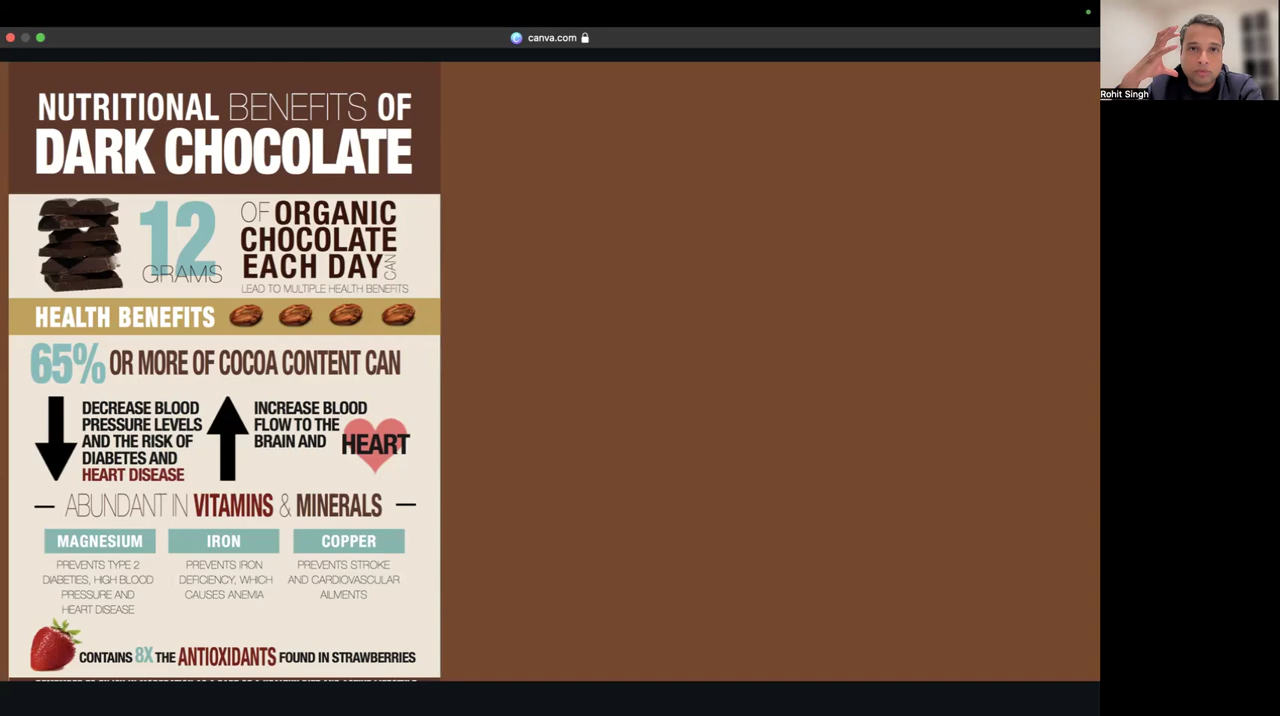 canva.com
Rohit Singh
NUTRITIONAL BENEFITS OF
DARK CHOCOLATE
12
GRAMS
OF ORGANIC
CHOCOLATE
EACH DAY CAN
LEAD TO MULTIPLE HEALTH BENEFITS
HEALTH BENEFITS
65% OR MORE OF COCOA CONTENT CAN
DECREASE BLOOD
PRESSURE LEVELS
AND THE RISK OF
DIABETES AND
HEART DISEASE
INCREASE BLOOD
FLOW TO THE
BRAIN AND
HEART
ABUNDANT IN VITAMINS & MINERALS
MAGNESIUM
PREVENTS TYPE 2
DIABETES, HIGH BLOOD
PRESSURE AND
HEART DISEASE
IRON
PREVENTS IRON
DEFICIENCY, WHICH
CAUSES ANEMIA
COPPER
PREVENTS STROKE
AND CARDIOVASCULAR
AILMENTS
CONTAINS 8X THE ANTIOXIDANTS FOUND IN STRAWBERRIES